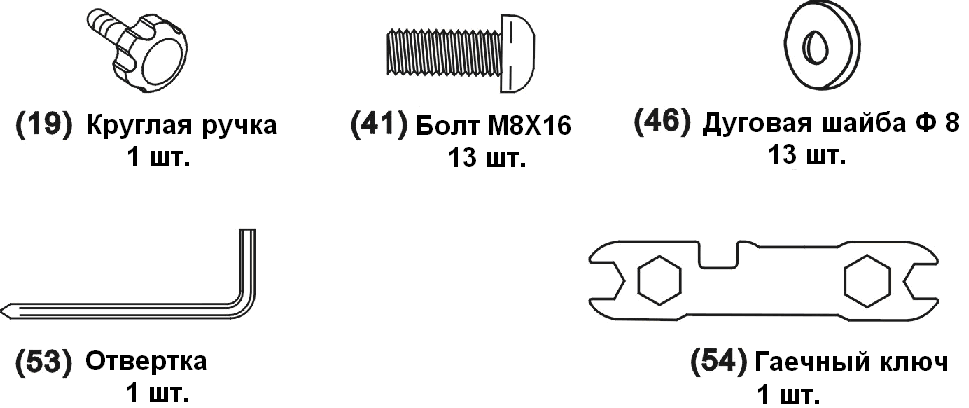 (19) Круглая ручка
1 шт.
(41) Болт М8Х16
13 шт.
(46) Дуговая шайба Ф 8
13 шт.
(53) Отвертка
1 шт.
(54) Гаечный ключ
1 шт.